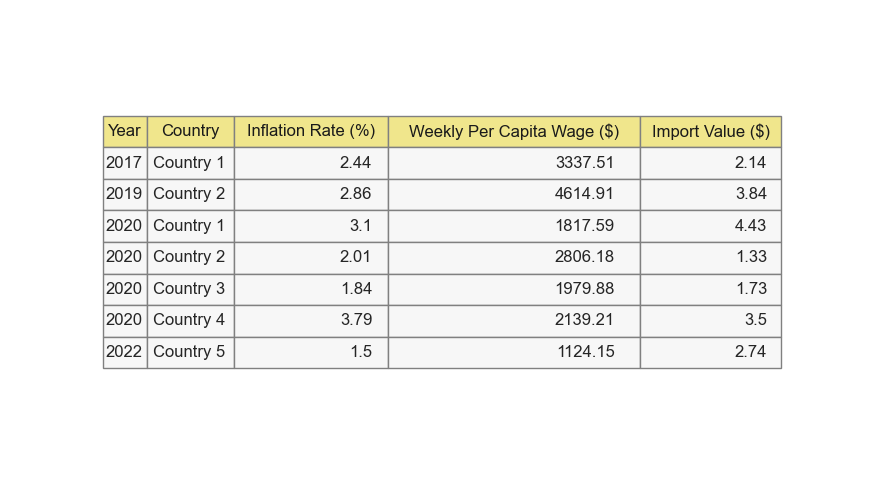 Year Country Inflation Rate (%) Weekly Per Capita Wage ($) Import Value ($)
2017 Country 1 2.44 3337.51 2.14
2019 Country 2 2.86 4614.91 3.84
2020 Country 1 3.1 1817.59 4.43
2020 Country 2 2.01 2806.18 1.33
2020 Country 3 1.84 1979.88 1.73
2020 Country 4 3.79 2139.21 3.5
2022 Country 5 1.5 1124.15 2.74